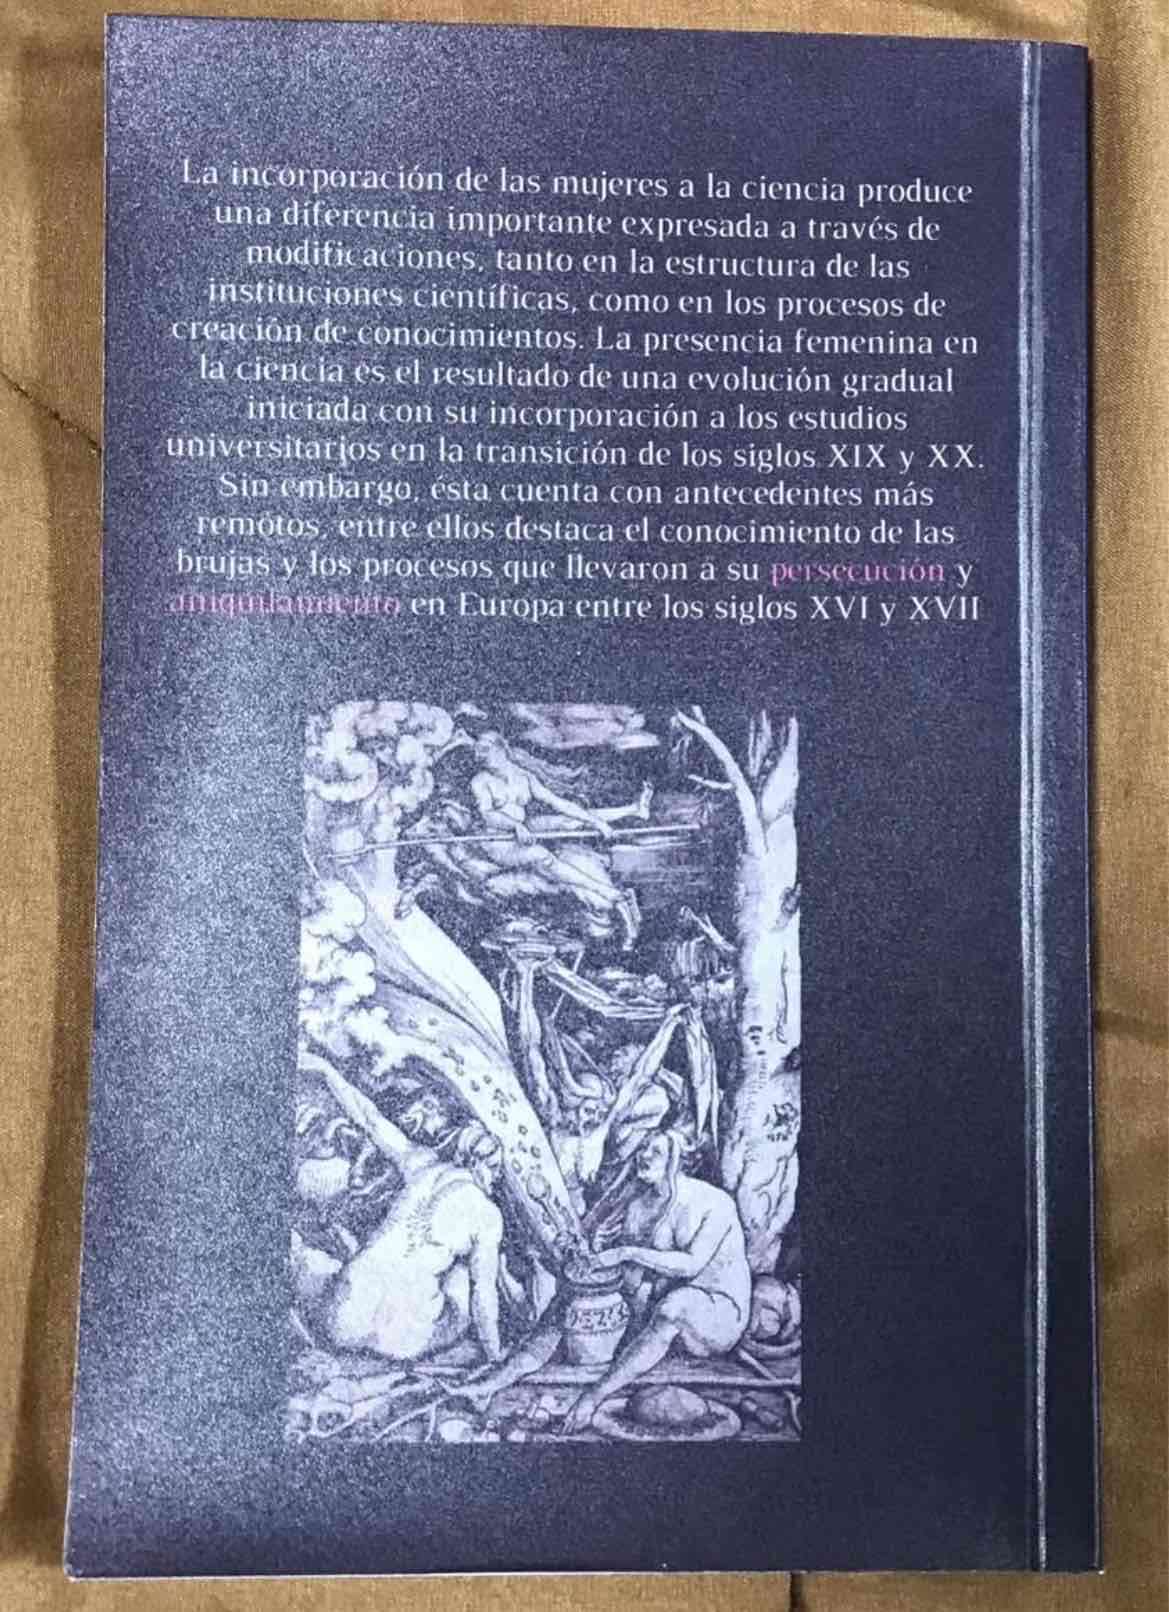 La incorporación de las mujeres a la ciencia produce
una diferencia importante expresada a través de
modificaciones, tanto en la estructura de las
instituciones científicas, como en los procesos de
creación de conocimientos. La presencia femenina en
la ciencia es el resultado de una evolución gradual
iniciada con su incorporación a los estudios
universitarios en la transición de los siglos XIX y XX.
Sin embargo, ésta cuenta con antecedentes más
remotos, entre ellos destaca el conocimiento de las
brujas y los procesos que llevaron a su persecución y
aniquilamiento en Europa entre los siglos XVI y XVII